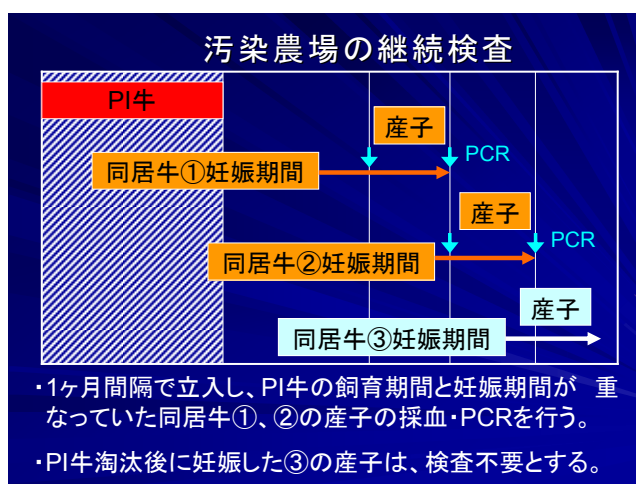 汚染農場の継続検査
PI牛
産子
PCR
同居牛①妊娠期間
産子
PCR
同居牛②妊娠期間
産子
同居牛③妊娠期間
・1ヶ月間隔で立入し、PI牛の飼育期間と妊娠期間が 重
なっていた同居牛①、②の産子の採血・PCRを行う。
・PI牛淘汰後に妊娠した③の産子は、検査不要とする。